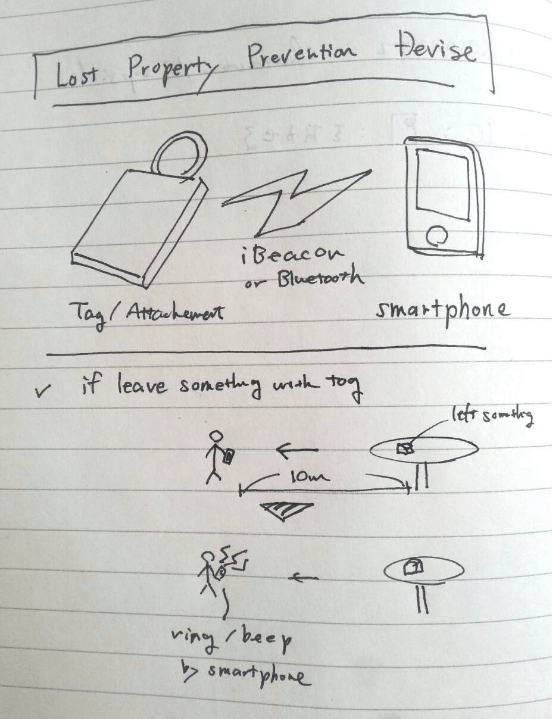 Lost Property Prevention Devise
iBeacon
or Bluetooth
Tag / Attachement
smartphone
✓ if leave something with tag
left somethg
10m
ring / beep
by smartphone